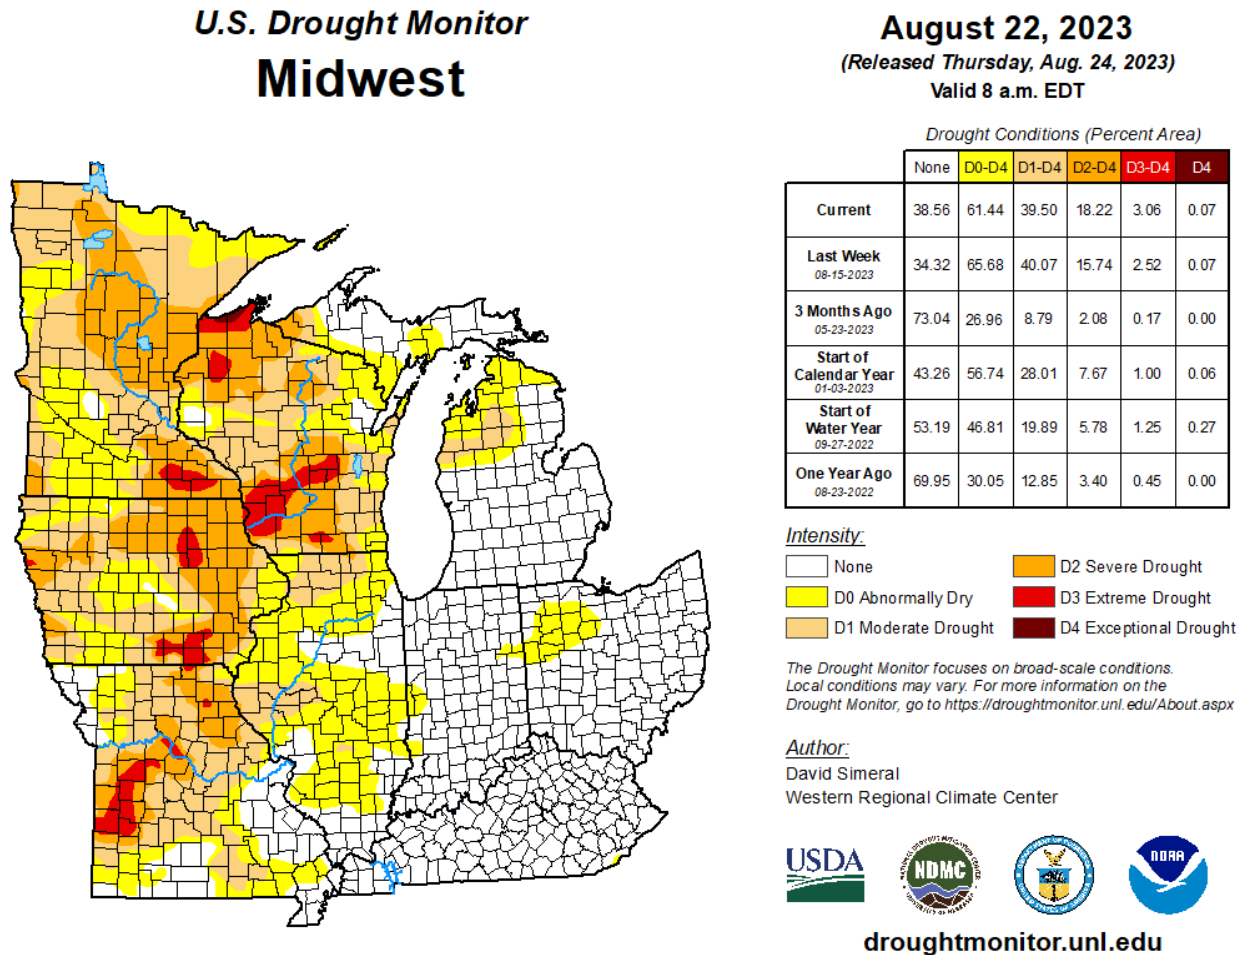 U.S. Drought Monitor
Midwest
August 22, 2023
(Released Thursday, Aug. 24, 2023)
Valid 8 a.m. EDT
Drought Conditions (Percent Area)
None D0-D4 D1-D4 D2-D4 D3-D4 D4
Current 38.56 61.44 39.50 18.22 3.06 0.07
Last Week
08-15-2023 34.32 65.68 40.07 15.74 2.52 0.07
3 Months Ago
05-23-2023 73.04 26.96 8.79 2.08 0.17 0.00
Start of
Calendar Year
01-03-2023 43.26 56.74 28.01 7.67 1.00 0.06
Start of
Water Year
09-27-2022 53.19 46.81 19.89 5.78 1.25 0.27
One Year Ago
08-23-2022 69.95 30.05 12.85 3.40 0.45 0.00
Intensity:
None
D0 Abnormally Dry
D1 Moderate Drought
D2 Severe Drought
D3 Extreme Drought
D4 Exceptional Drought
The Drought Monitor focuses on broad-scale conditions.
Local conditions may vary. For more information on the
Drought Monitor, go to https://droughtmonitor.unl.edu/About.aspx
Author:
David Simeral
Western Regional Climate Center
USDA
NDMC
NOAA
droughtmonitor.unl.edu